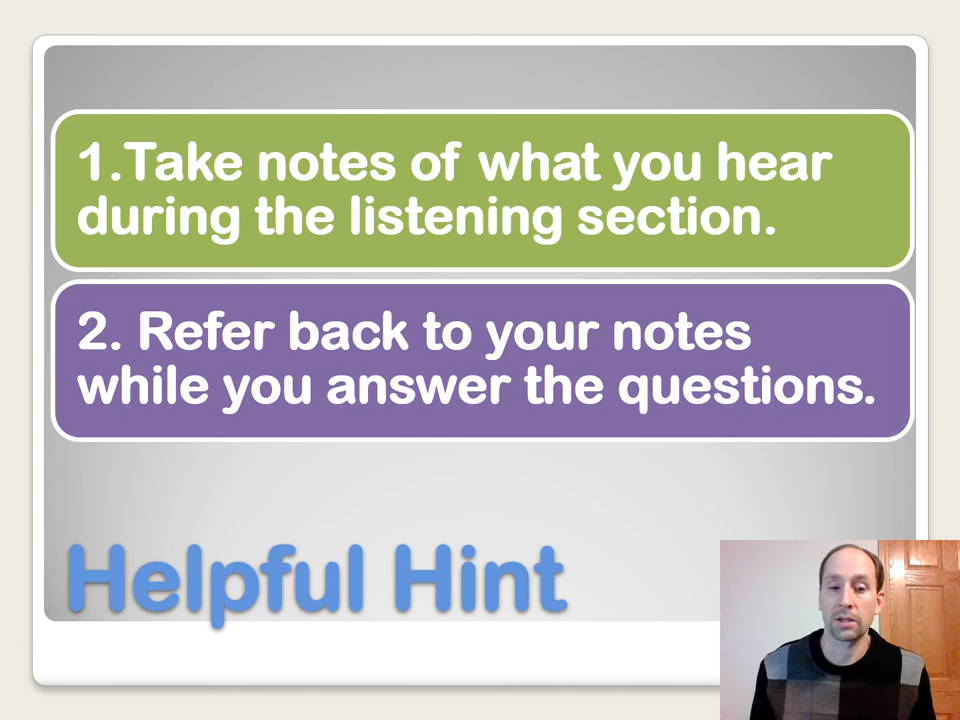 1.Take notes of what you hear
during the listening section.
2. Refer back to your notes
while you answer the questions.
Helpful Hint